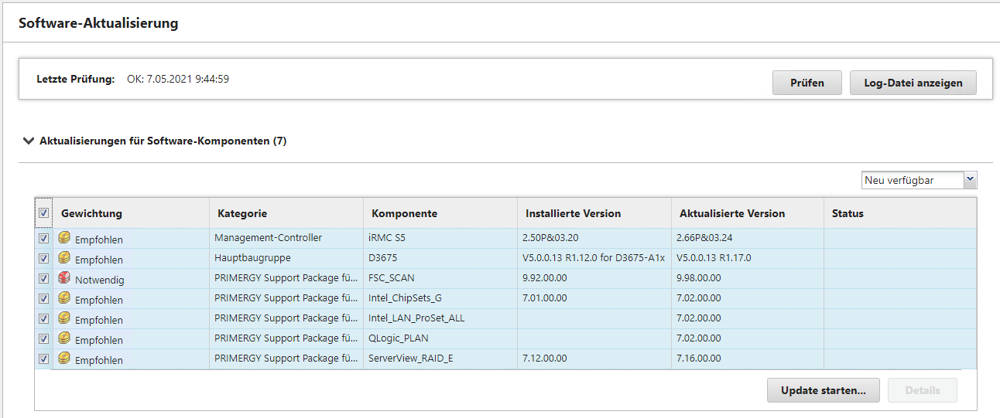 Software-Aktualisierung
Letzte Prüfung: OK: 7.05.2021 9:44:59 Prüfen Log-Datei anzeigen
Aktualisierungen für Software-Komponenten (7)
Neu verfügbar
Gewichtung Kategorie Komponente Installierte Version Aktualisierte Version Status
Empfohlen Management-Controller iRMC S5 2.50P&03.20 2.66P&03.24
Empfohlen Hauptbaugruppe D3675 V5.0.0.13 R1.12.0 for D3675-A1x V5.0.0.13 R1.17.0
Notwendig PRIMERGY Support Package fü... FSC_SCAN 9.92.00.00 9.98.00.00
Empfohlen PRIMERGY Support Package fü... Intel_ChipSets_G 7.01.00.00 7.02.00.00
Empfohlen PRIMERGY Support Package fü... Intel_LAN_ProSet_ALL 7.02.00.00
Empfohlen PRIMERGY Support Package fü... QLogic_PLAN 7.02.00.00
Empfohlen PRIMERGY Support Package fü... ServerView_RAID_E 7.12.00.00 7.16.00.00
Update starten... Details